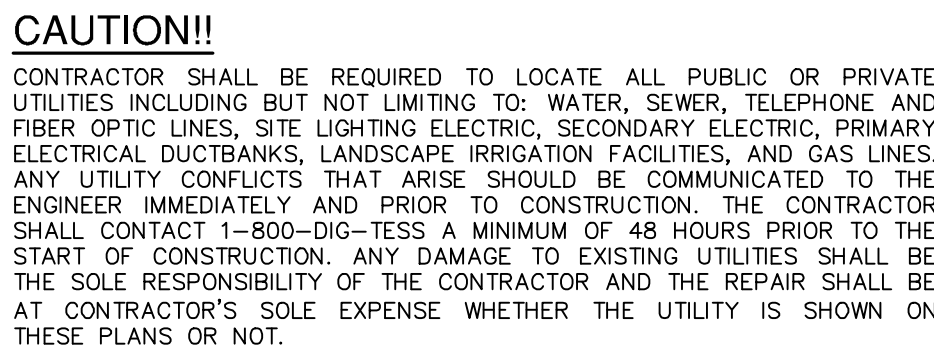 CAUTION!!
CONTRACTOR SHALL BE REQUIRED TO LOCATE ALL PUBLIC OR PRIVATE
UTILITIES INCLUDING BUT NOT LIMITING TO: WATER, SEWER, TELEPHONE AND
FIBER OPTIC LINES, SITE LIGHTING ELECTRIC, SECONDARY ELECTRIC, PRIMARY
ELECTRICAL DUCTBANKS, LANDSCAPE IRRIGATION FACILITIES, AND GAS LINES.
ANY UTILITY CONFLICTS THAT ARISE SHOULD BE COMMUNICATED TO THE
ENGINEER IMMEDIATELY AND PRIOR TO CONSTRUCTION. THE CONTRACTOR
SHALL CONTACT 1-800-DIG-TESS A MINIMUM OF 48 HOURS PRIOR TO THE
START OF CONSTRUCTION. ANY DAMAGE TO EXISTING UTILITIES SHALL BE
THE SOLE RESPONSIBILITY OF THE CONTRACTOR AND THE REPAIR SHALL BE
AT CONTRACTOR'S SOLE EXPENSE WHETHER THE UTILITY IS SHOWN ON
THESE PLANS OR NOT.